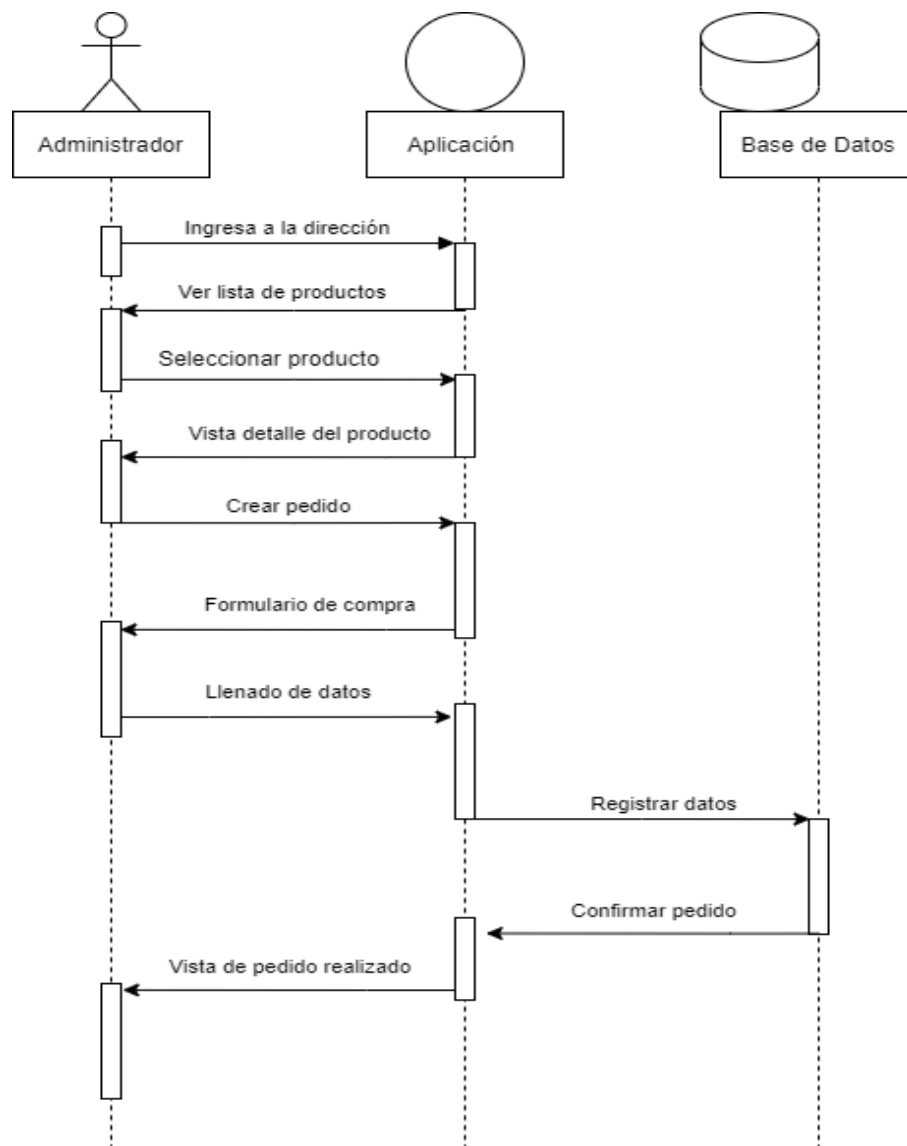 Administrador
Aplicación
Base de Datos
Ingresa a la dirección
Ver lista de productos
Seleccionar producto
Vista detalle del producto
Crear pedido
Formulario de compra
Llenado de datos
Registrar datos
Confirmar pedido
Vista de pedido realizado